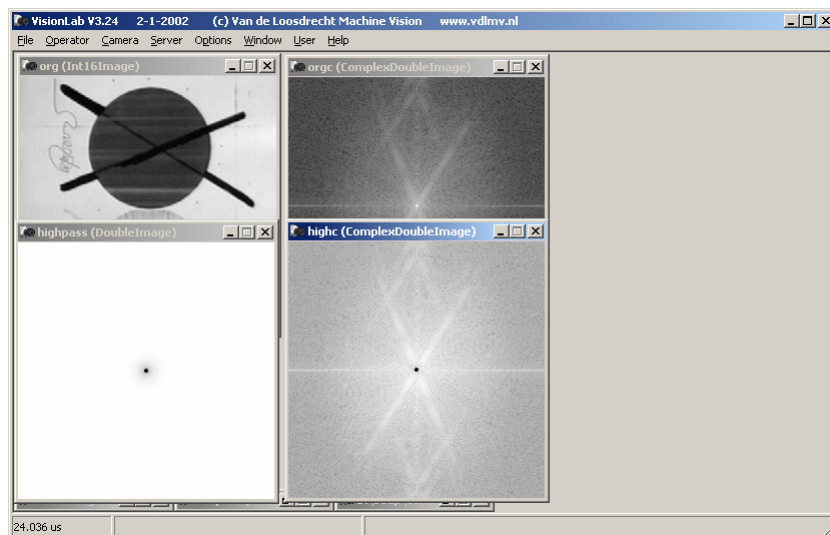 VisionLab V3.24 2-1-2002 (c) Van de Loosdrecht Machine Vision www.vdlmv.nl
File Operator Camera Server Options Window User Help
org (Int16Image)
orgc (ComplexDoubleImage)
highpass (DoubleImage)
highc (ComplexDoubleImage)
24.036 us